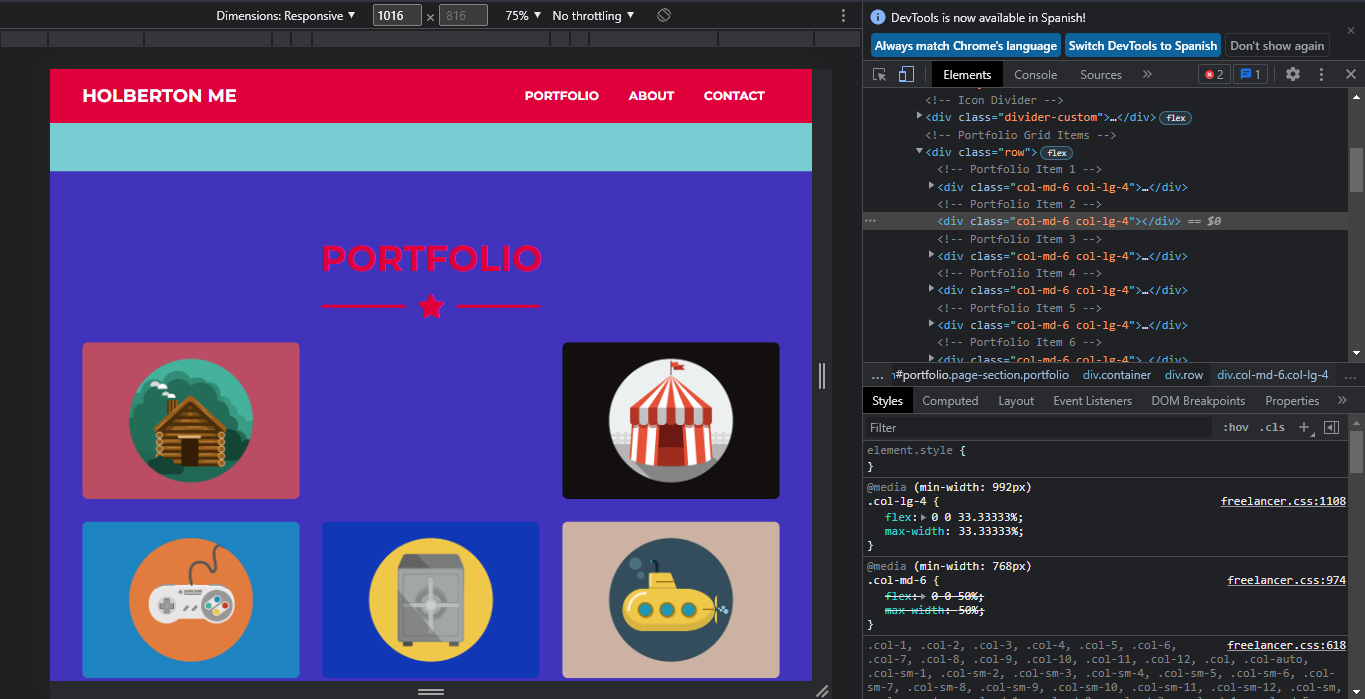 Dimensions: Responsive ▼ 1016 × 816 75% ▼ No throttling ▼
HOLBERTON ME
PORTFOLIO ABOUT CONTACT
PORTFOLIO
DevTools is now available in Spanish!
Always match Chrome's language Switch DevTools to Spanish Don't show again
Elements Console Sources » 2 1
<!-- Icon Divider -->
<div class="divider-custom">…</div> flex
<!-- Portfolio Grid Items -->
<div class="row"> flex
<!-- Portfolio Item 1 -->
<div class="col-md-6 col-lg-4">…</div>
<!-- Portfolio Item 2 -->
<div class="col-md-6 col-lg-4"></div> == $0
<!-- Portfolio Item 3 -->
<div class="col-md-6 col-lg-4">…</div>
<!-- Portfolio Item 4 -->
<div class="col-md-6 col-lg-4">…</div>
<!-- Portfolio Item 5 -->
<div class="col-md-6 col-lg-4">…</div>
<!-- Portfolio Item 6 -->
<div class="col-md-6 col-lg-4">…</div>
… #portfolio.page-section.portfolio div.container div.row div.col-md-6.col-lg-4 …
Styles Computed Layout Event Listeners DOM Breakpoints Properties »
Filter :hov .cls +
element.style {
}
@media (min-width: 992px)
.col-lg-4 { freelancer.css:1108
flex: 0 0 33.33333%;
max-width: 33.33333%;
}
@media (min-width: 768px)
.col-md-6 { freelancer.css:974
flex: 0 0 50%;
max-width: 50%;
}
.col-1, .col-2, .col-3, .col-4, .col-5, .col-6, freelancer.css:618
.col-7, .col-8, .col-9, .col-10, .col-11, .col-12, .col, .col-auto,
.col-sm-1, .col-sm-2, .col-sm-3, .col-sm-4, .col-sm-5, .col-sm-6, .col-
sm-7, .col-sm-8, .col-sm-9, .col-sm-10, .col-sm-11, .col-sm-12, .col-sm,